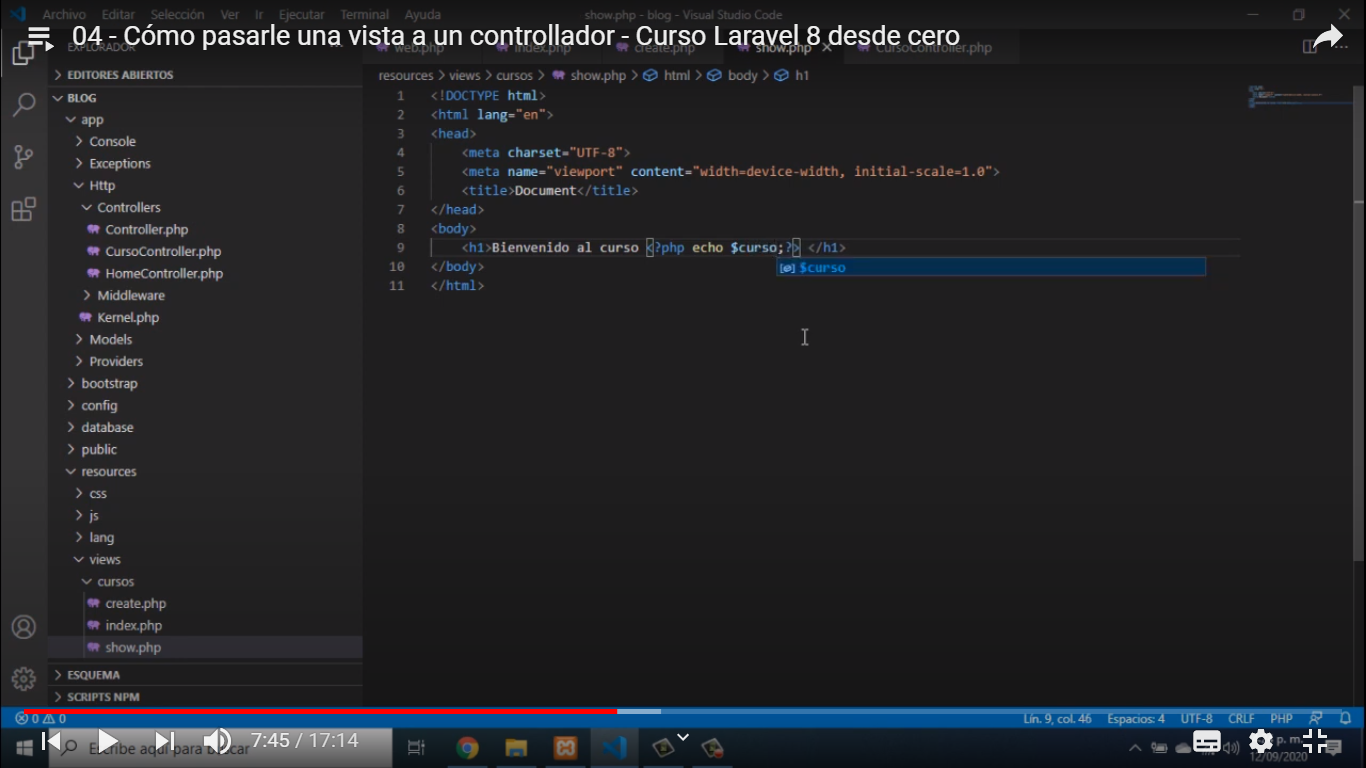 Archivo Editar Selección Ver Ir Ejecutar Terminal Ayuda show.php - blog - Visual Studio Code
04 - Cómo pasarle una vista a un controllador - Curso Laravel 8 desde cero
EXPLORADOR web.php index.php create.php show.php CursoController.php
EDITORES ABIERTOS
BLOG
app
Console
Exceptions
Http
Controllers
Controller.php
CursoController.php
HomeController.php
Middleware
Kernel.php
Models
Providers
bootstrap
config
database
public
resources
css
js
lang
views
cursos
create.php
index.php
show.php
ESQUEMA
SCRIPTS NPM
resources > views > cursos > show.php > html > body > h1
1 <!DOCTYPE html>
2 <html lang="en">
3 <head>
4 <meta charset="UTF-8">
5 <meta name="viewport" content="width=device-width, initial-scale=1.0">
6 <title>Document</title>
7 </head>
8 <body>
9 <h1>Bienvenido al curso <?php echo $curso;?> </h1>
$curso
10 </body>
11 </html>
0 0 Lín. 9, col. 46 Espacios: 4 UTF-8 CRLF PHP
Escribe aquí para buscar
7:45 / 17:14
p. m.
12/09/2020